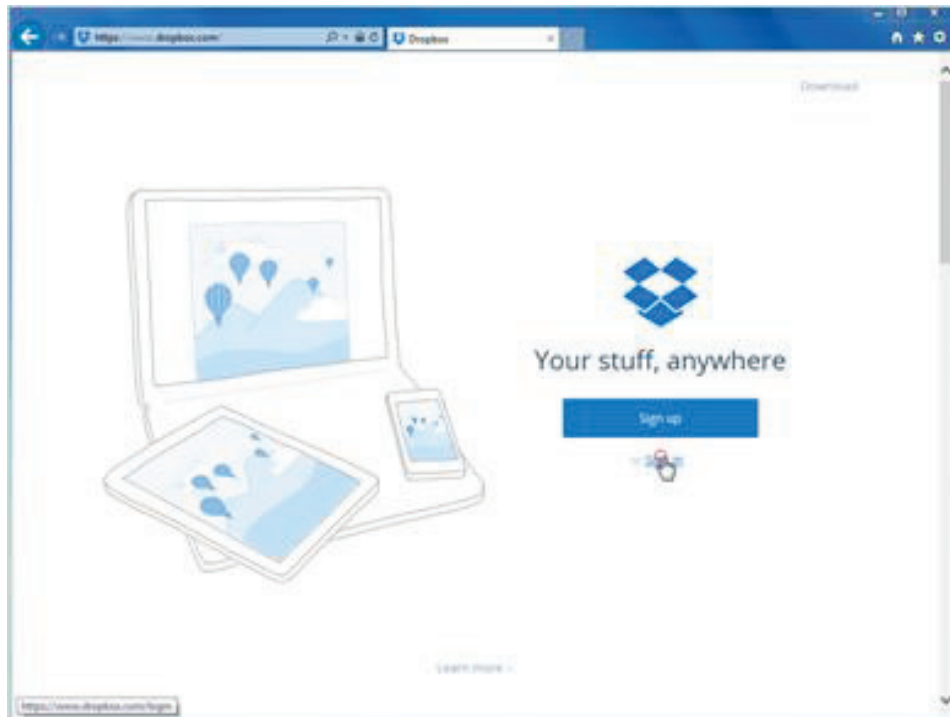 https://www.dropbox.com/
Dropbox
Download
Your stuff, anywhere
Sign up
Learn more
https://www.dropbox.com/login